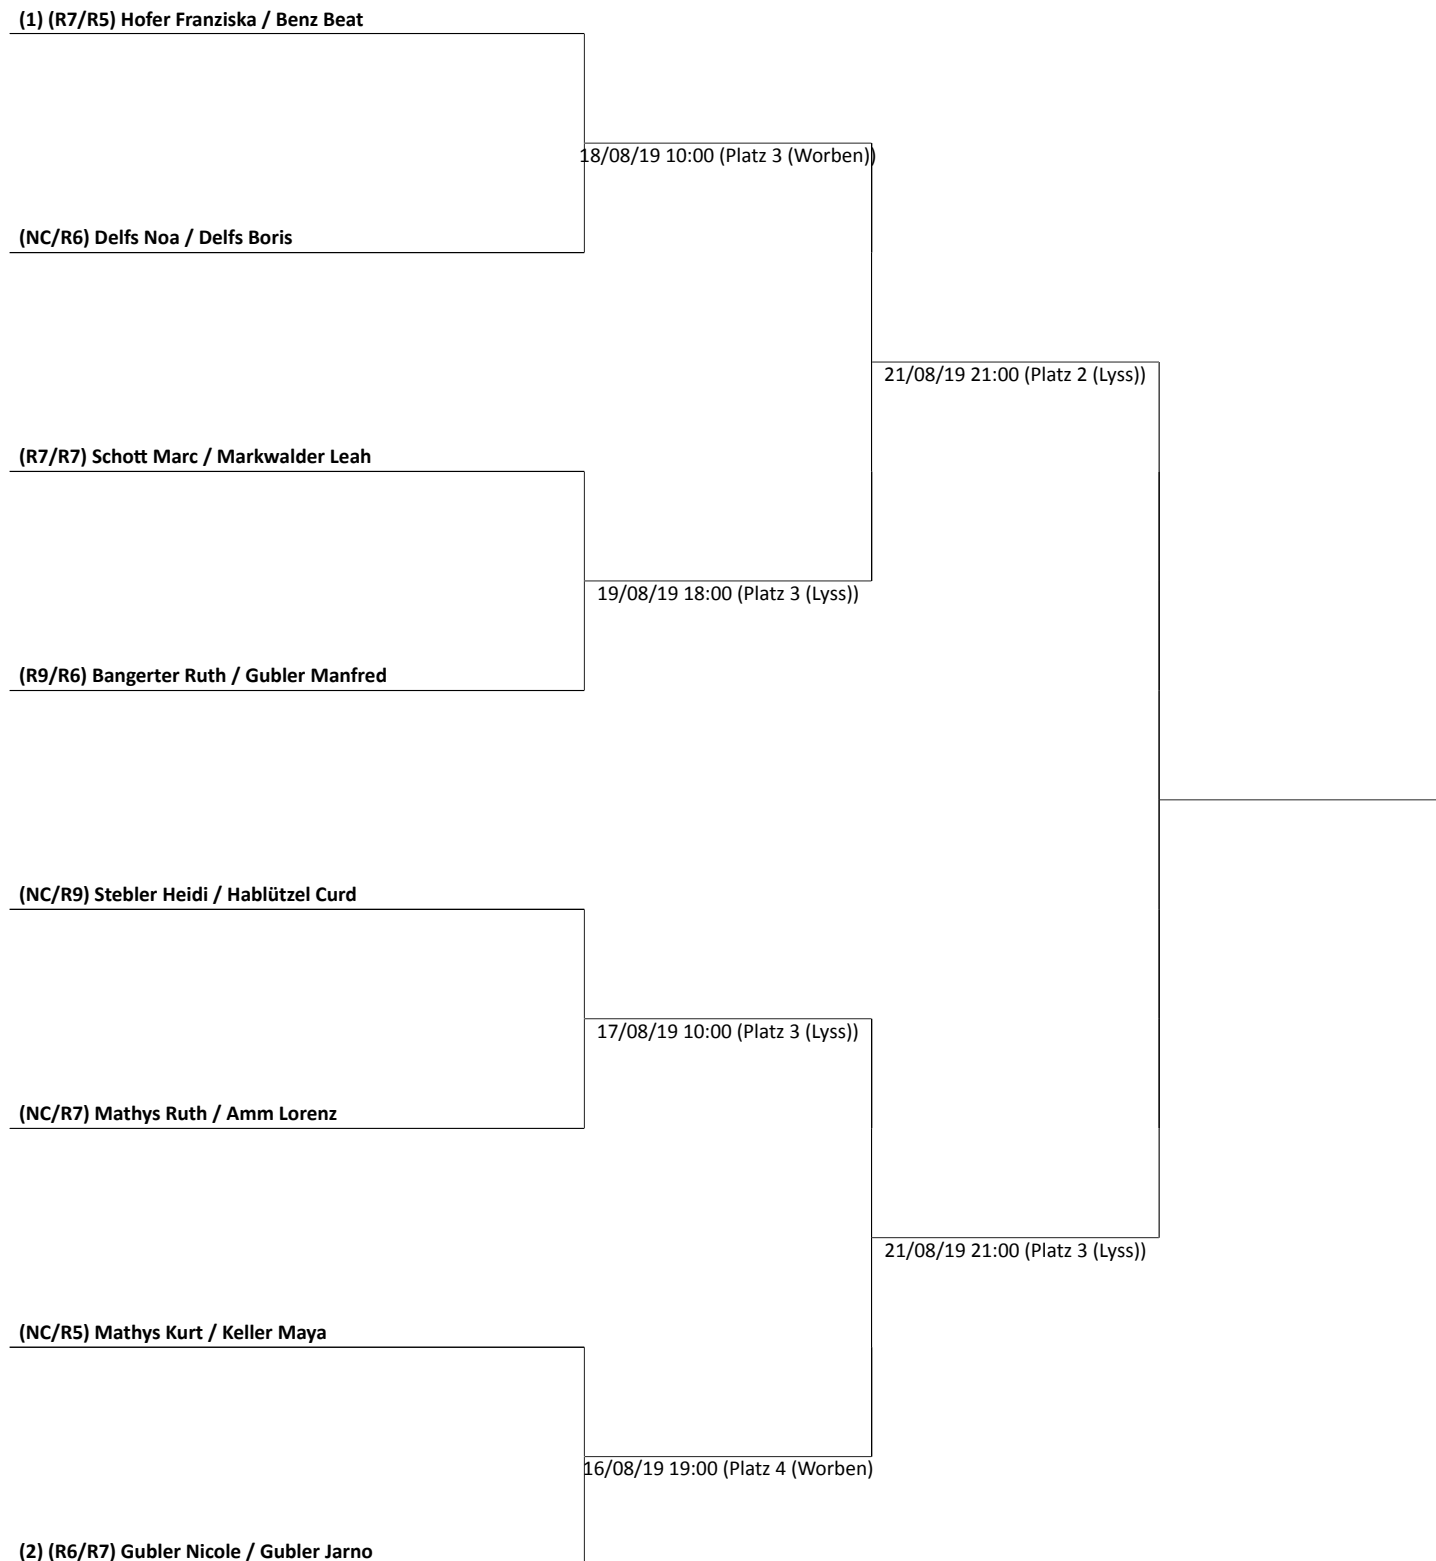 (1) (R7/R5) Hofer Franziska / Benz Beat
18/08/19 10:00 (Platz 3 (Worben))
(NC/R6) Delfs Noa / Delfs Boris
21/08/19 21:00 (Platz 2 (Lyss))
(R7/R7) Schott Marc / Markwalder Leah
19/08/19 18:00 (Platz 3 (Lyss))
(R9/R6) Bangerter Ruth / Gubler Manfred
(NC/R9) Stebler Heidi / Hablützel Curd
17/08/19 10:00 (Platz 3 (Lyss))
(NC/R7) Mathys Ruth / Amm Lorenz
21/08/19 21:00 (Platz 3 (Lyss))
(NC/R5) Mathys Kurt / Keller Maya
16/08/19 19:00 (Platz 4 (Worben)
(2) (R6/R7) Gubler Nicole / Gubler Jarno